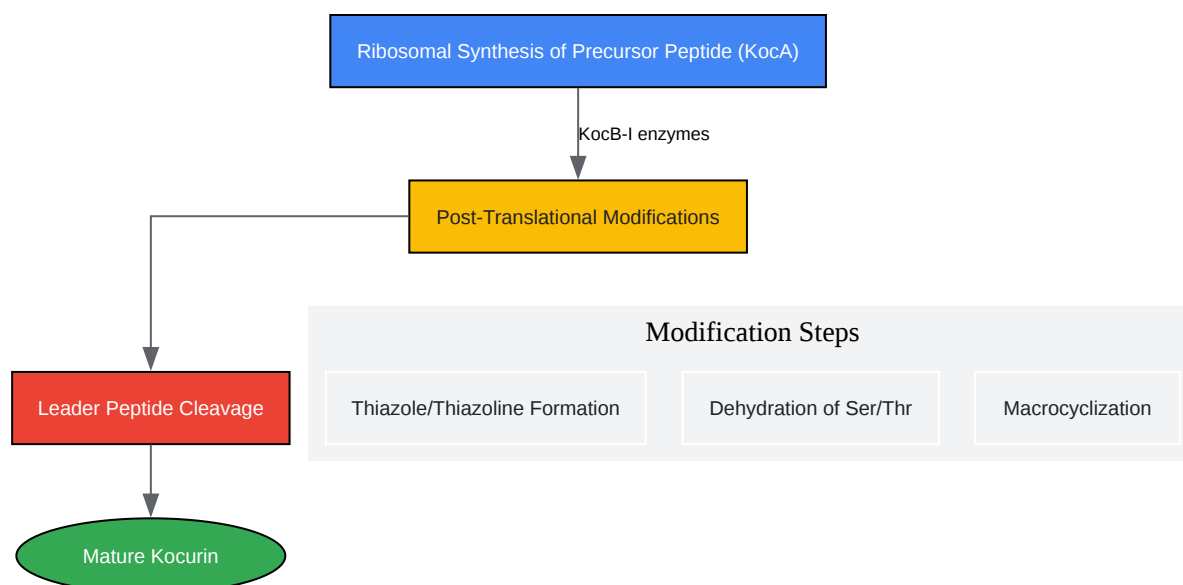 Ribosomal Synthesis of Precursor Peptide (KocA)
KocB-I enzymes
Post-Translational Modifications
Modification Steps
Leader Peptide Cleavage
Thiazole/Thiazoline Formation
Dehydration of Ser/Thr
Macrocyclization
Mature Kocurin